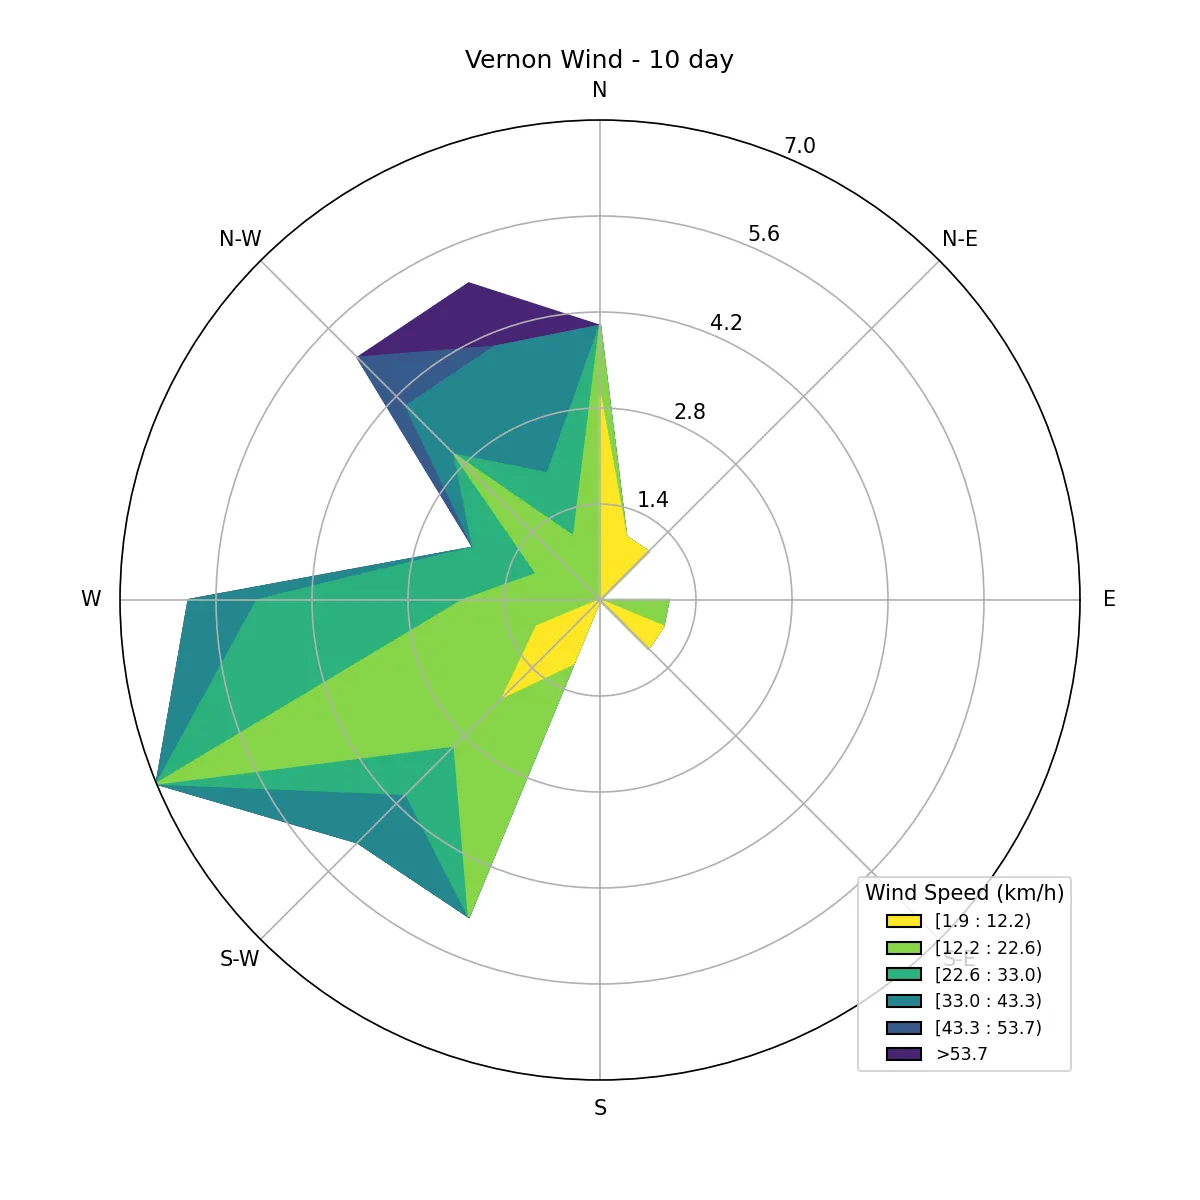 Vernon Wind - 10 day
N
7.0
N-W
5.6
N-E
4.2
2.8
1.4
W
E
Wind Speed (km/h)
[1.9 : 12.2)
[12.2 : 22.6)
S-W
S-E
[22.6 : 33.0)
[33.0 : 43.3)
[43.3 : 53.7)
>53.7
S